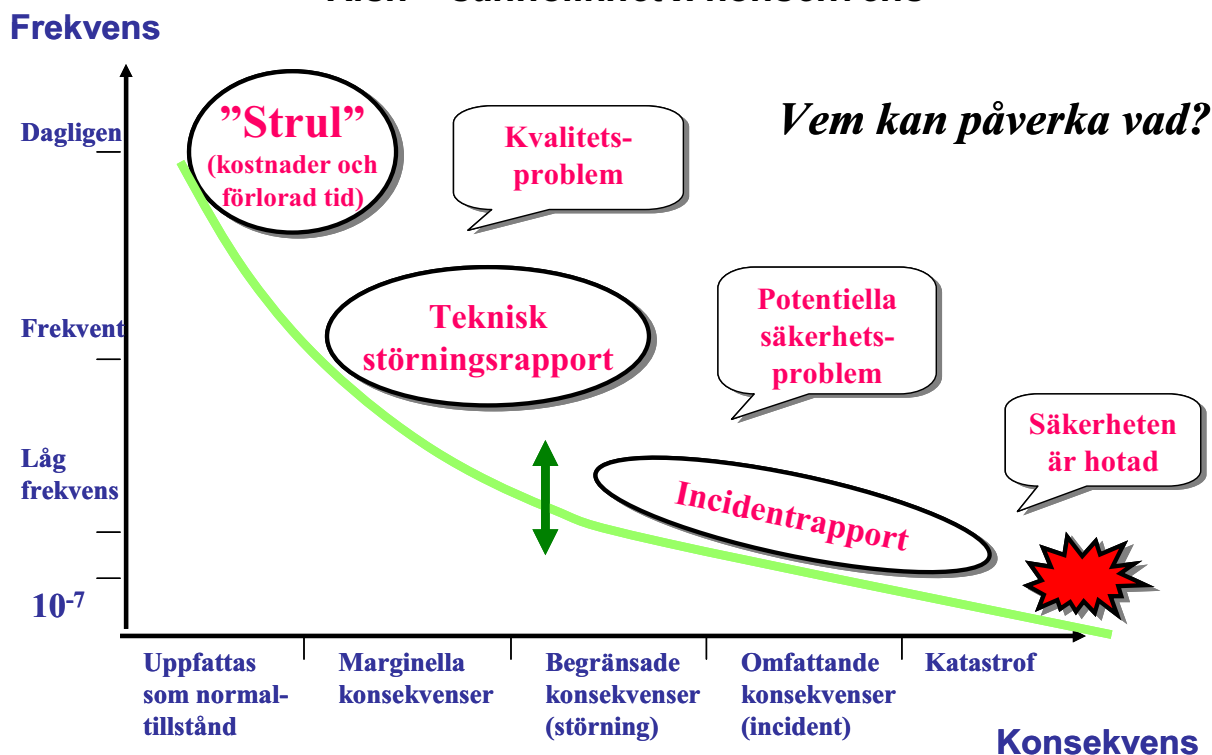 Frekvens
Vem kan påverka vad?
Dagligen
Frekvent
Låg
frekvens
10-7
”Strul”
(kostnader och
förlorad tid)
Kvalitets-
problem
Teknisk
störningsrapport
Potentiella
säkerhets-
problem
Incidentrapport
Säkerheten
är hotad
Uppfattas
som normal-
tillstånd
Marginella
konsekvenser
Begränsade
konsekvenser
(störning)
Omfattande
konsekvenser
(incident)
Katastrof
Konsekvens